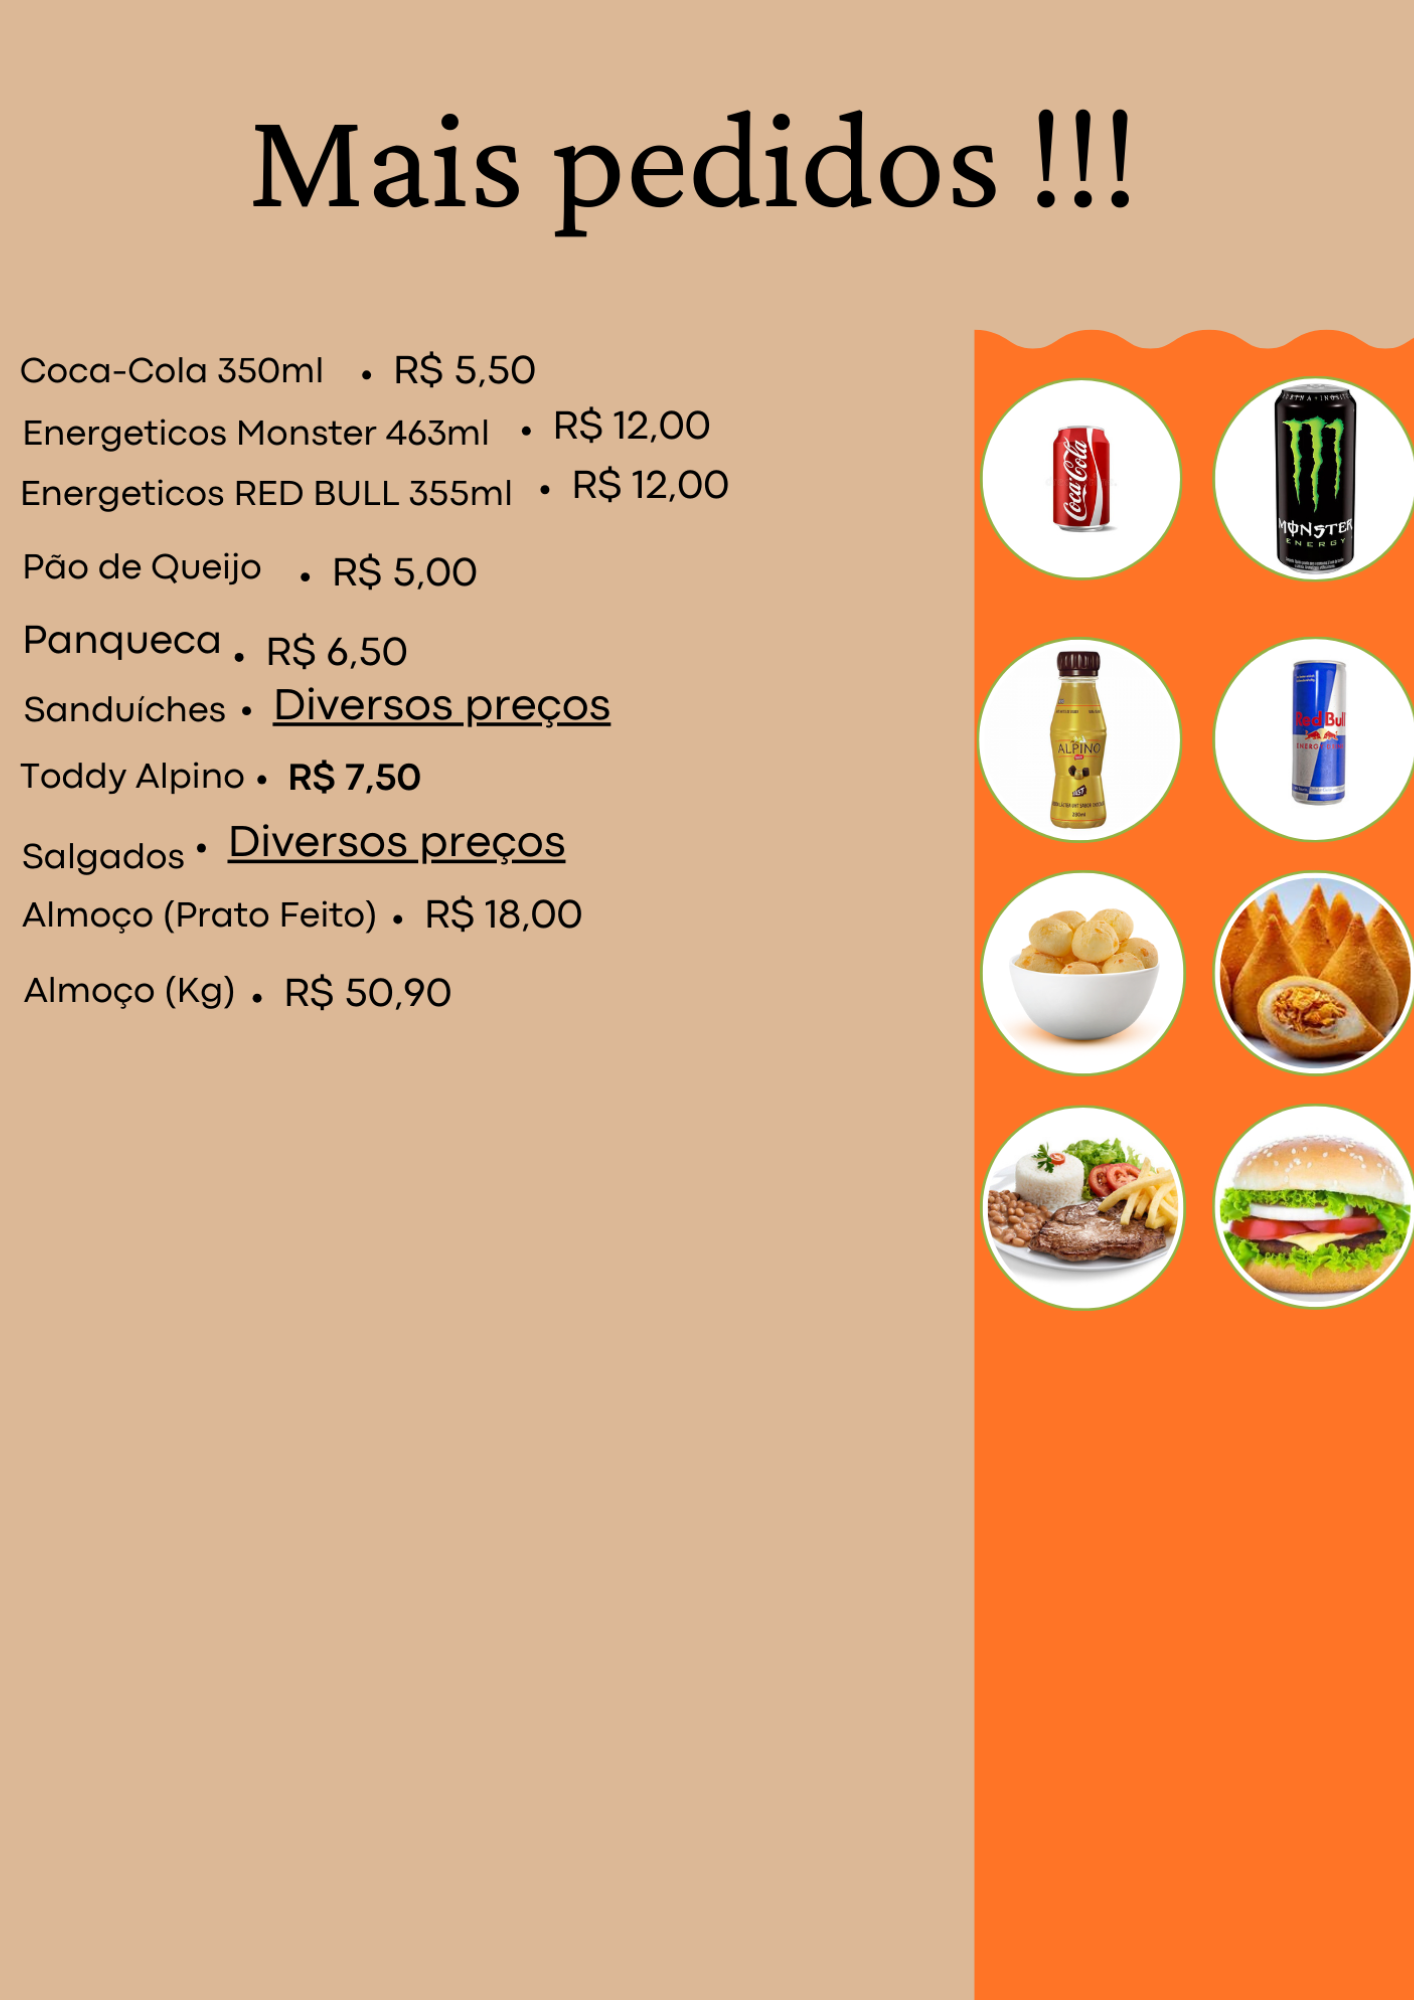 Mais pedidos !!!
Coca-Cola 350ml • R$ 5,50
Energeticos Monster 463ml • R$ 12,00
Energeticos RED BULL 355ml • R$ 12,00
Pão de Queijo • R$ 5,00
Panqueca • R$ 6,50
Sanduíches • Diversos preços
Toddy Alpino • R$ 7,50
Salgados • Diversos preços
Almoço (Prato Feito) • R$ 18,00
Almoço (Kg) • R$ 50,90
Coca-Cola
MONSTER
ENERGY
ALPINO
Red Bull